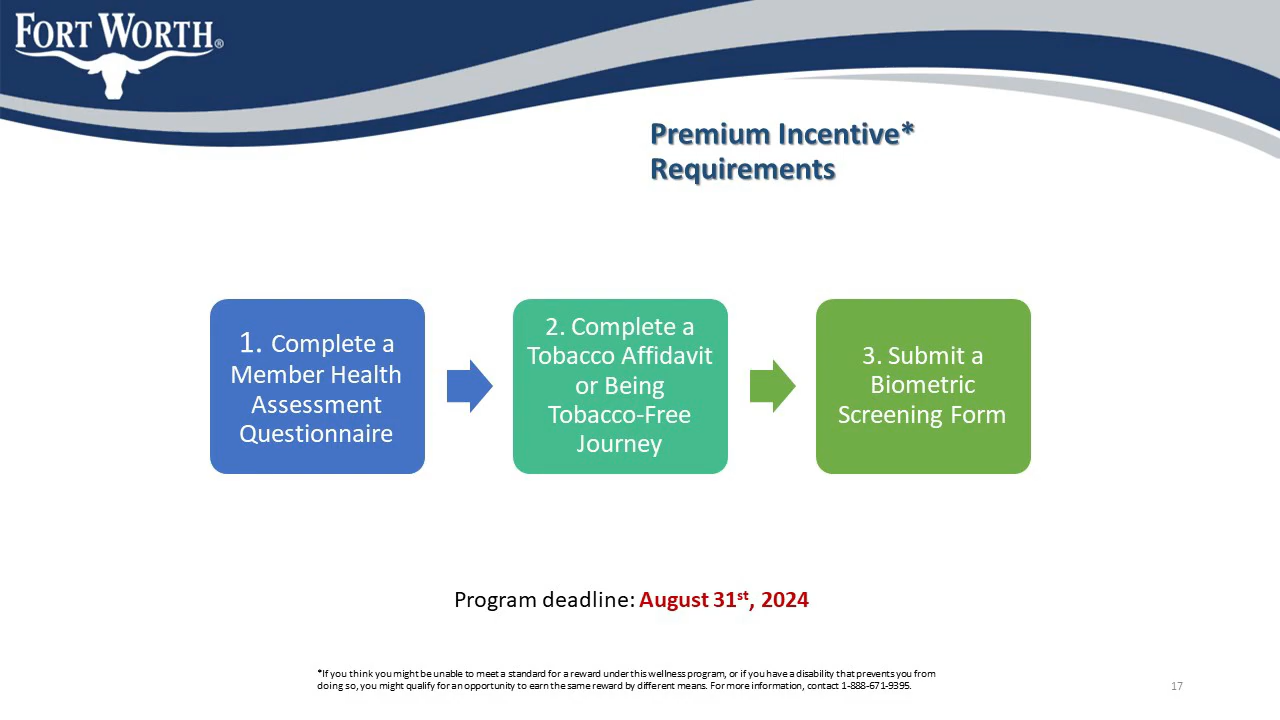 FORT WORTH®
Premium Incentive*
Requirements
1. Complete a
Member Health
Assessment
Questionnaire
2. Complete a
Tobacco Affidavit
or Being
Tobacco-Free
Journey
3. Submit a
Biometric
Screening Form
Program deadline: August 31st, 2024
*If you think you might be unable to meet a standard for a reward under this wellness program, or if you have a disability that prevents you from
doing so, you might qualify for an opportunity to earn the same reward by different means. For more information, contact 1-888-671-9395.
17